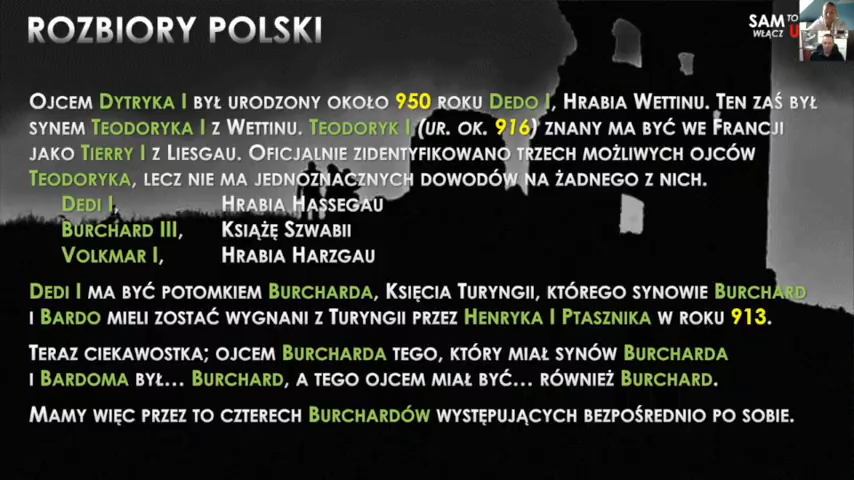 ROZBIORY POLSKI
SAM TO
WŁĄCZ U
OJCEM DYTRYKA I BYŁ URODZONY OKOŁO 950 ROKU DEDO I, HRABIA WETTINU. TEN ZAŚ BYŁ
SYNEM TEODORYKA I Z WETTINU. TEODORYK I (UR. OK. 916) ZNANY MA BYĆ WE FRANCJI
JAKO TIERRY I Z LIESGAU. OFICJALNIE ZIDENTYFIKOWANO TRZECH MOŻLIWYCH OJCÓW
TEODORYKA, LECZ NIE MA JEDNOZNACZNYCH DOWODÓW NA ŻADNEGO Z NICH.
DEDI I, HRABIA HASSEGAU
BURCHARD III, KSIĄŻĘ SZWABII
VOLKMAR I, HRABIA HARZGAU
DEDI I MA BYĆ POTOMKIEM BURCHARDA, KSIĘCIA TURYNGII, KTÓREGO SYNOWIE BURCHARD
I BARDO MIELI ZOSTAĆ WYGNANI Z TURYNGII PRZEZ HENRYKA I PTASZNIKA W ROKU 913.
TERAZ CIEKAWOSTKA; OJCEM BURCHARDA TEGO, KTÓRY MIAŁ SYNÓW BURCHARDA
I BARDOMA BYŁ... BURCHARD, A TEGO OJCEM MIAŁ BYĆ... RÓWNIEŻ BURCHARD.
MAMY WIĘC PRZEZ TO CZTERECH BURCHARDÓW WYSTĘPUJĄCYCH BEZPOŚREDNIO PO SOBIE.